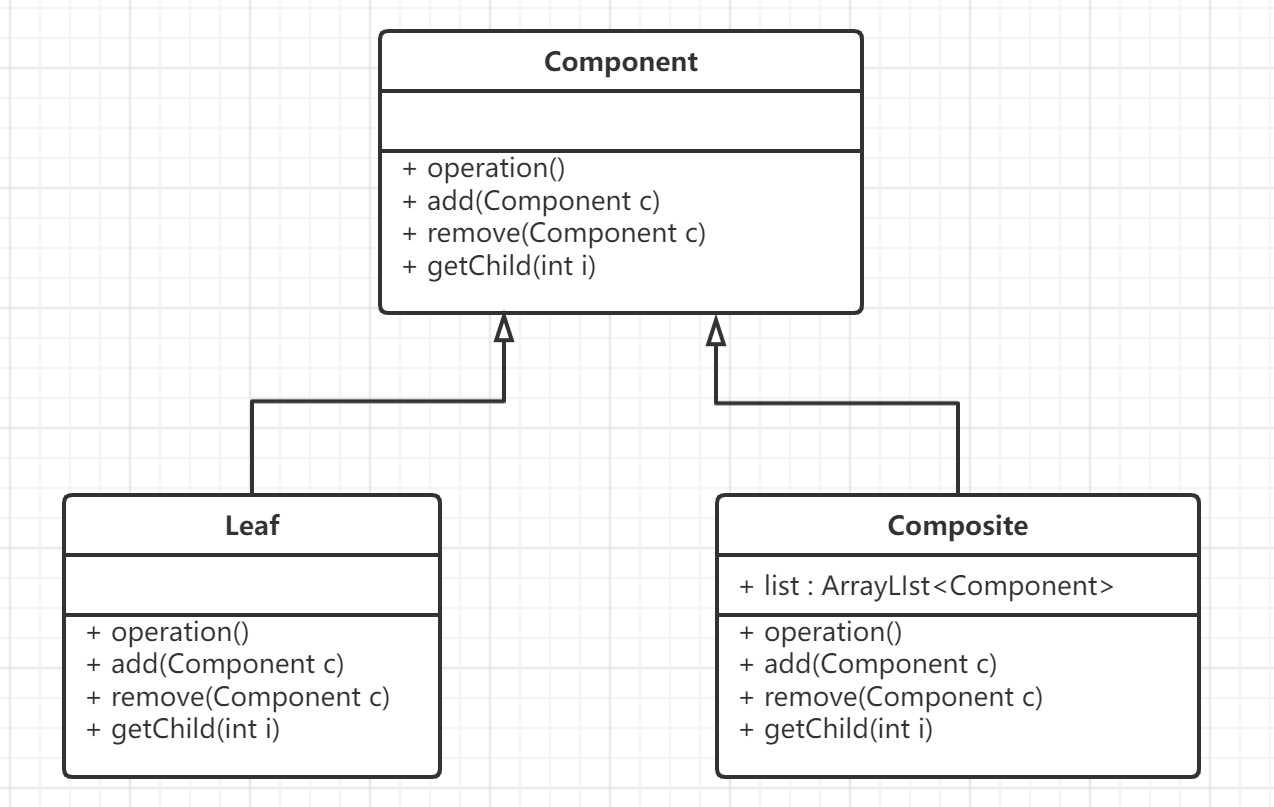 Component
+ operation()
+ add(Component c)
+ remove(Component c)
+ getChild(int i)
Leaf
+ operation()
+ add(Component c)
+ remove(Component c)
+ getChild(int i)
Composite
+ list : ArrayLIst<Component>
+ operation()
+ add(Component c)
+ remove(Component c)
+ getChild(int i)